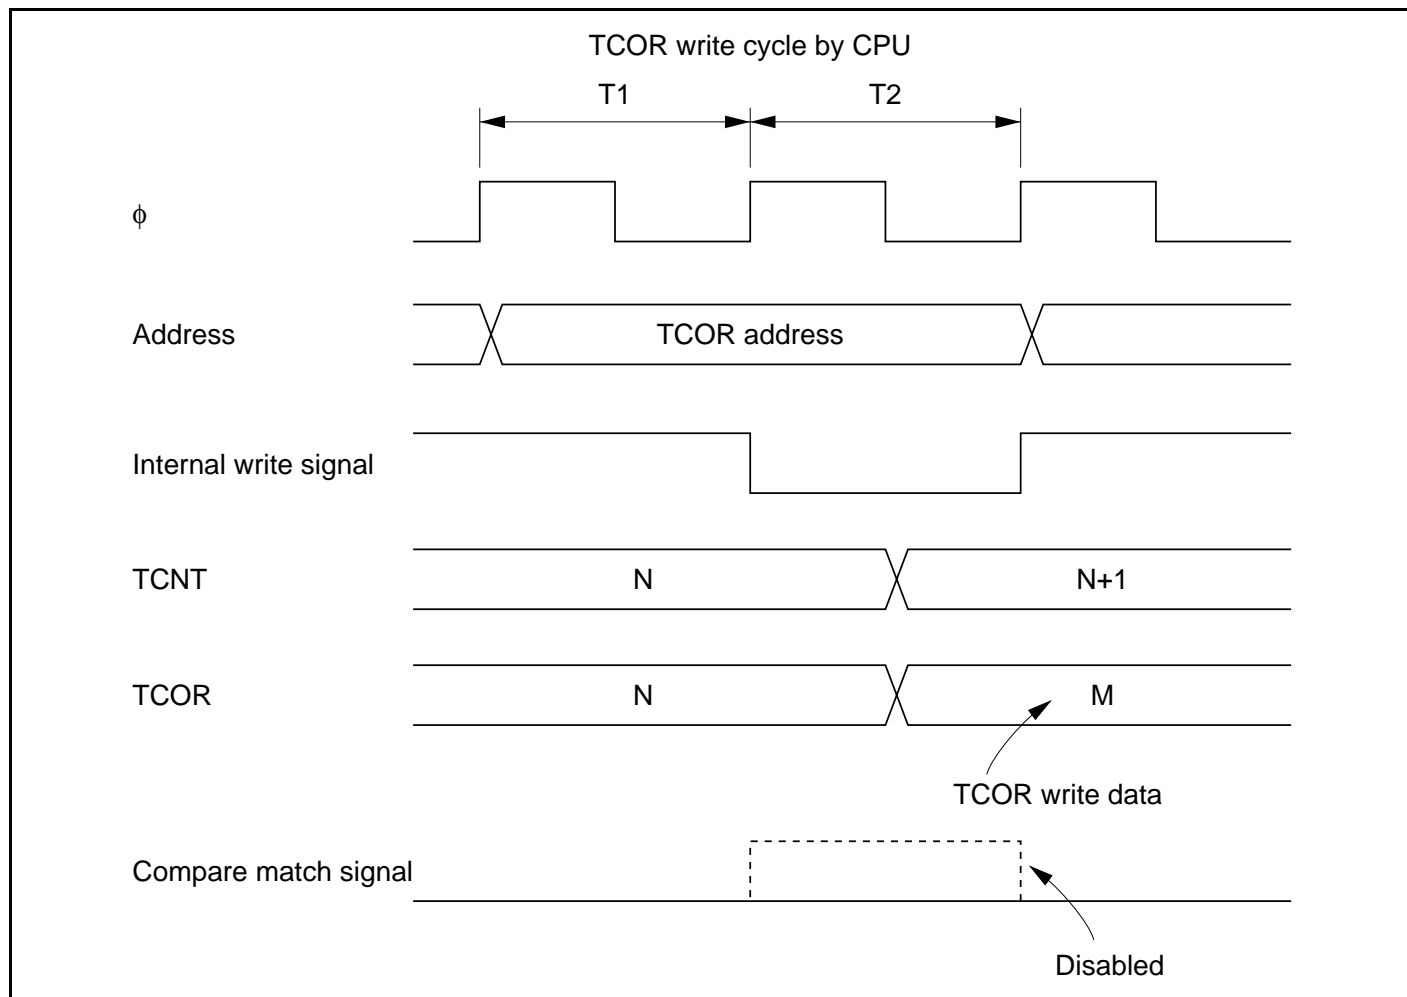 TCOR write cycle by CPU
T1 T2
ϕ
Address TCOR address
Internal write signal
TCNT N N+1
TCOR N M
TCOR write data
Compare match signal
Disabled